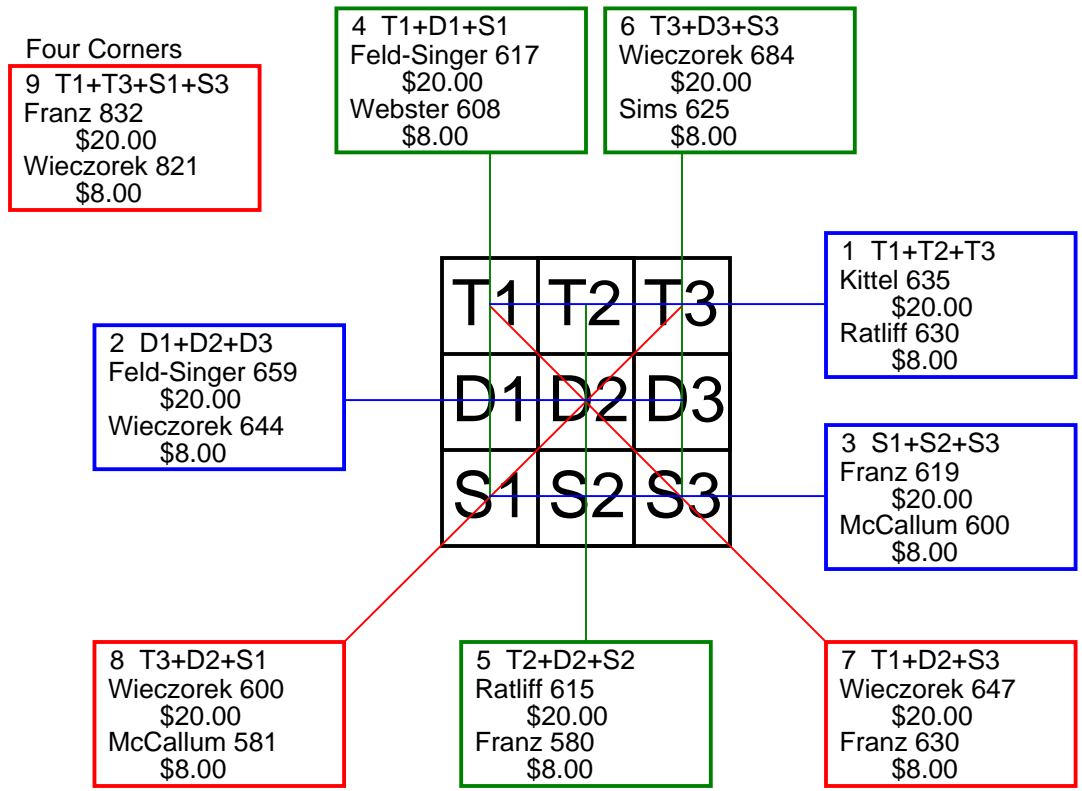 Four Corners
9 T1+T3+S1+S3
Franz 832
$20.00
Wieczorek 821
$8.00
4 T1+D1+S1
Feld-Singer 617
$20.00
Webster 608
$8.00
6 T3+D3+S3
Wieczorek 684
$20.00
Sims 625
$8.00
1 T1+T2+T3
Kittel 635
$20.00
Ratliff 630
$8.00
2 D1+D2+D3
Feld-Singer 659
$20.00
Wieczorek 644
$8.00
T1 T2 T3
D1 D2 D3
S1 S2 S3
3 S1+S2+S3
Franz 619
$20.00
McCallum 600
$8.00
8 T3+D2+S1
Wieczorek 600
$20.00
McCallum 581
$8.00
5 T2+D2+S2
Ratliff 615
$20.00
Franz 580
$8.00
7 T1+D2+S3
Wieczorek 647
$20.00
Franz 630
$8.00